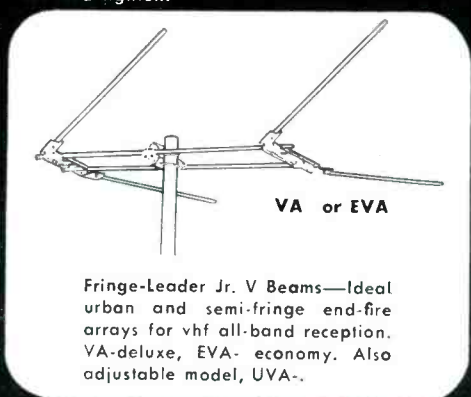 VA or EVA
Fringe-Leader Jr. V Beams—Ideal
urban and semi-fringe end-fire
arrays for vhf all-band reception.
VA-deluxe, EVA- economy. Also
adjustable model, UVA-.